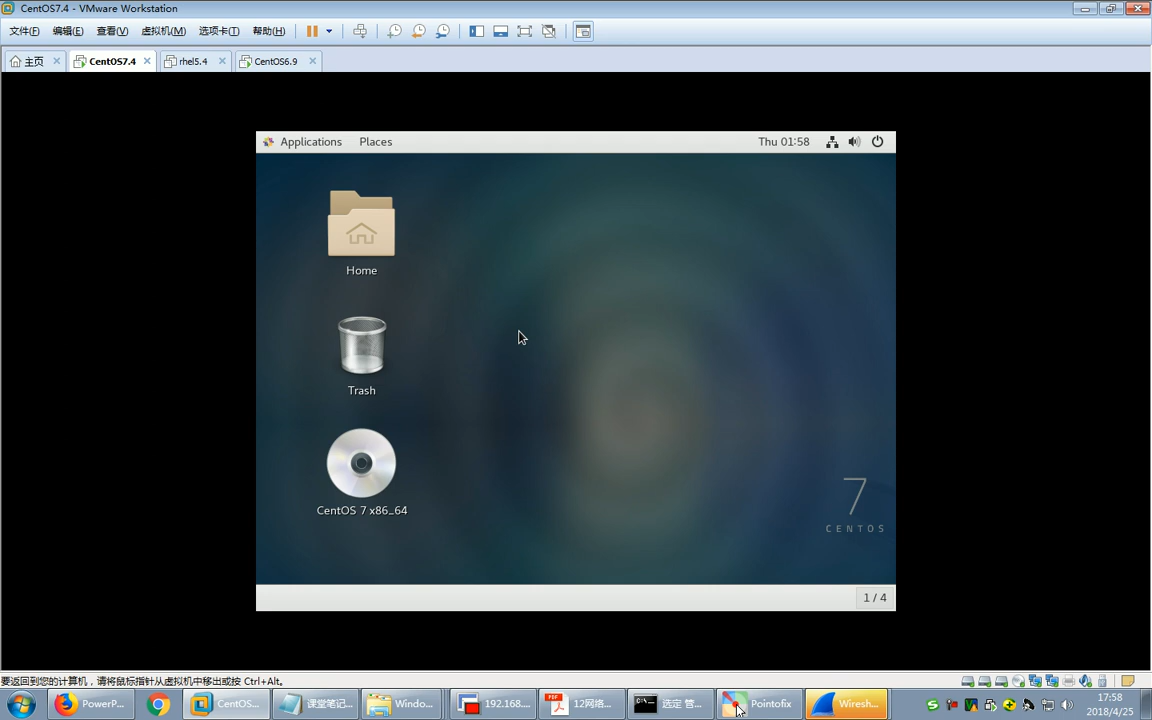 CentOS7.4 - VMware Workstation
文件(F) 编辑(E) 查看(V) 虚拟机(M) 选项卡(T) 帮助(H)
主页 CentOS7.4 rhel5.4 CentOS6.9
Applications Places Thu 01:58
Home
Trash
CentOS 7 x86_64
7
CENTOS
1 / 4
要返回到您的计算机，请将鼠标指针从虚拟机中移出或按 Ctrl+Alt。
PowerP... CentOS... 课堂笔记... Windo... 192.168.... 12网络... 选定 管... Pointofix Wiresh... 17:58
2018/4/25